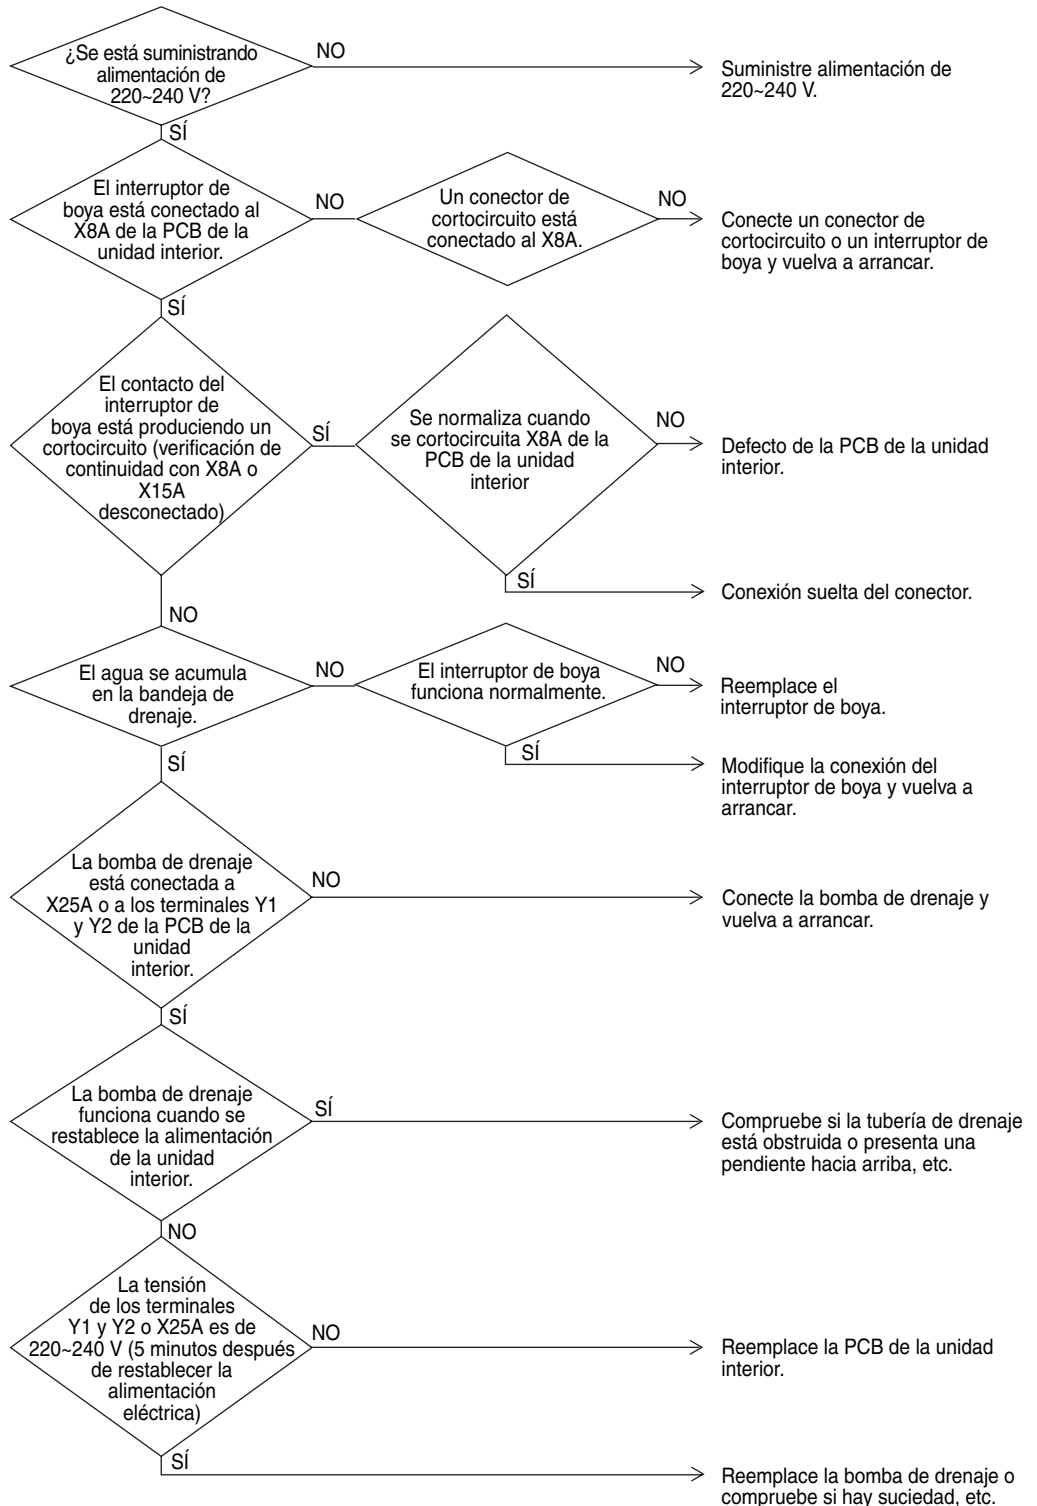 ¿Se está suministrando
alimentación de
220~240 V?
NO
Suministre alimentación de
220~240 V.
SÍ
El interruptor de
boya está conectado al
X8A de la PCB de la
unidad interior.
NO
Un conector de
cortocircuito está
conectado al X8A.
NO
Conecte un conector de
cortocircuito o un interruptor de
boya y vuelva a arrancar.
SÍ
El contacto del
interruptor de
boya está produciendo un
cortocircuito (verificación de
continuidad con X8A o
X15A
desconectado)
SÍ
Se normaliza cuando
se cortocircuita X8A de la
PCB de la unidad
interior
NO
Defecto de la PCB de la unidad
interior.
SÍ
Conexión suelta del conector.
NO
El agua se acumula
en la bandeja de
drenaje.
NO
El interruptor de boya
funciona normalmente.
NO
Reemplace el
interruptor de boya.
SÍ
Modifique la conexión del
interruptor de boya y vuelva a
arrancar.
SÍ
La bomba de drenaje
está conectada a
X25A o a los terminales Y1
y Y2 de la PCB de la
unidad
interior.
NO
Conecte la bomba de drenaje y
vuelva a arrancar.
SÍ
La bomba de drenaje
funciona cuando se
restablece la alimentación
de la unidad
interior.
SÍ
Compruebe si la tubería de drenaje
está obstruida o presenta una
pendiente hacia arriba, etc.
NO
La tensión
de los terminales
Y1 y Y2 o X25A es de
220~240 V (5 minutos después
de restablecer la
alimentación
eléctrica)
NO
Reemplace la PCB de la unidad
interior.
SÍ
Reemplace la bomba de drenaje o
compruebe si hay suciedad, etc.